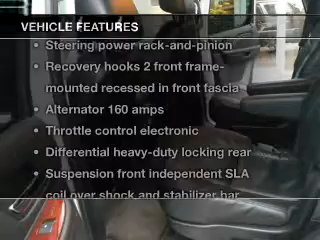 VEHICLE FEATURES
• Steering power rack-and-pinion
• Recovery hooks 2 front frame-
mounted recessed in front fascia
• Alternator 160 amps
• Throttle control electronic
• Differential heavy-duty locking rear
• Suspension front independent SLA
coil over shock and stabilizer bar